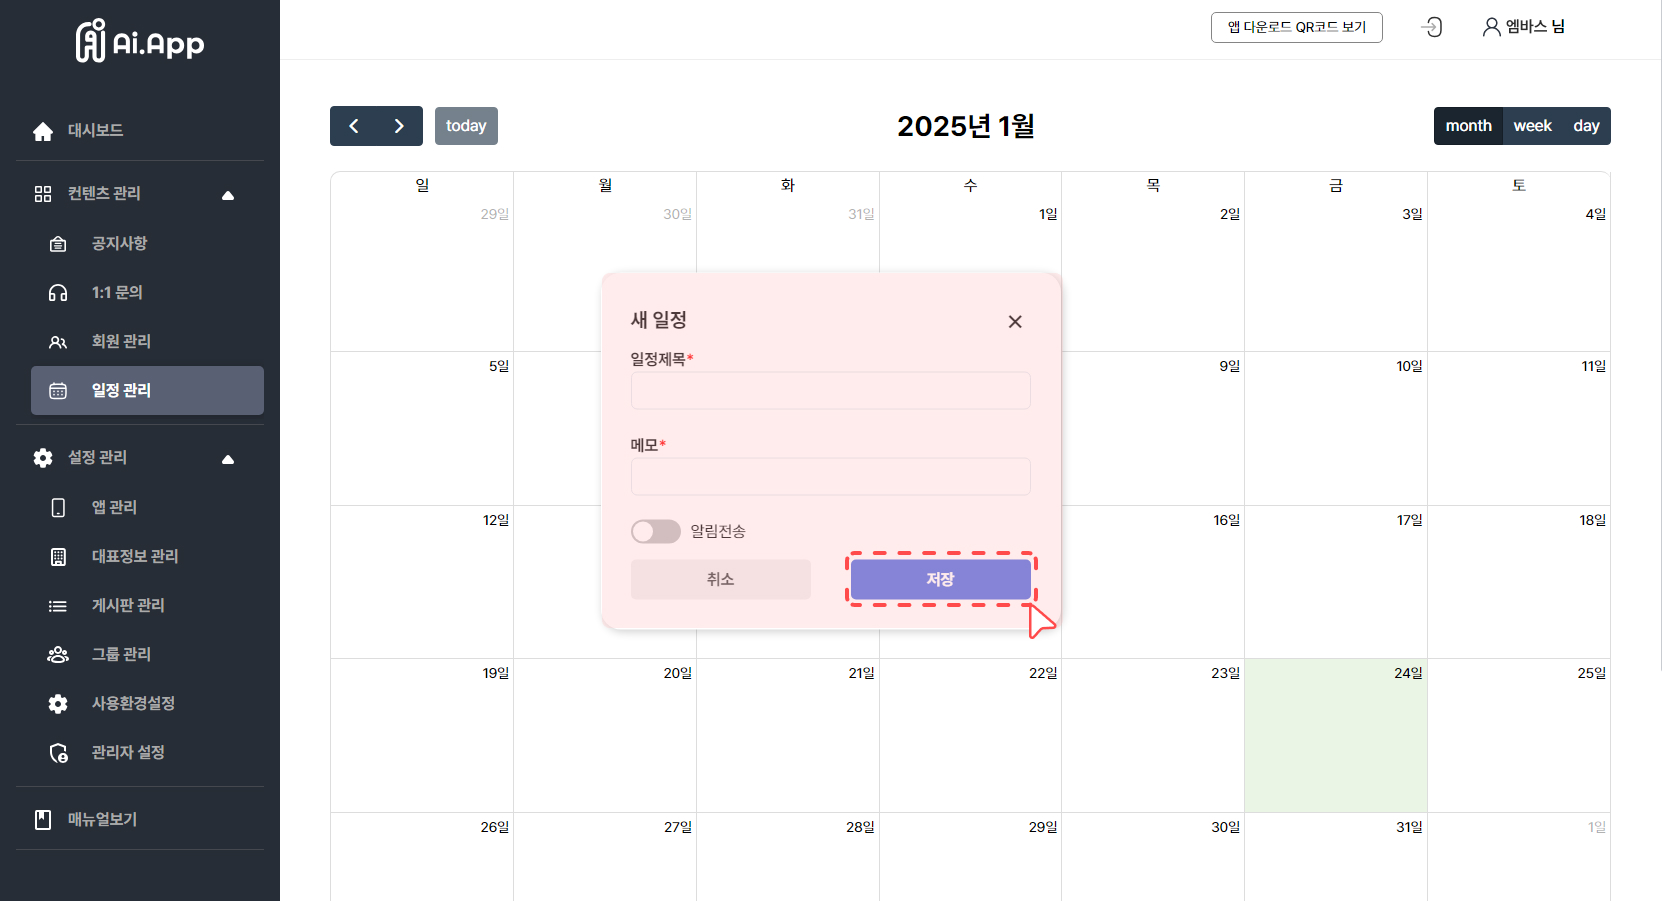 Ai.App
대시보드
컨텐츠 관리
공지사항
1:1 문의
회원 관리
일정 관리
설정 관리
앱 관리
대표정보 관리
게시판 관리
그룹 관리
사용환경설정
관리자 설정
매뉴얼보기
앱 다운로드 QR코드 보기
엠바스 님
today
2025년 1월
month week day
일 월 화 수 목 금 토
29일 30일 31일 1일 2일 3일 4일
5일 9일 10일 11일
12일 16일 17일 18일
19일 20일 21일 22일 23일 24일 25일
26일 27일 28일 29일 30일 31일 1일
새 일정
일정제목*
메모*
알림전송
취소 저장